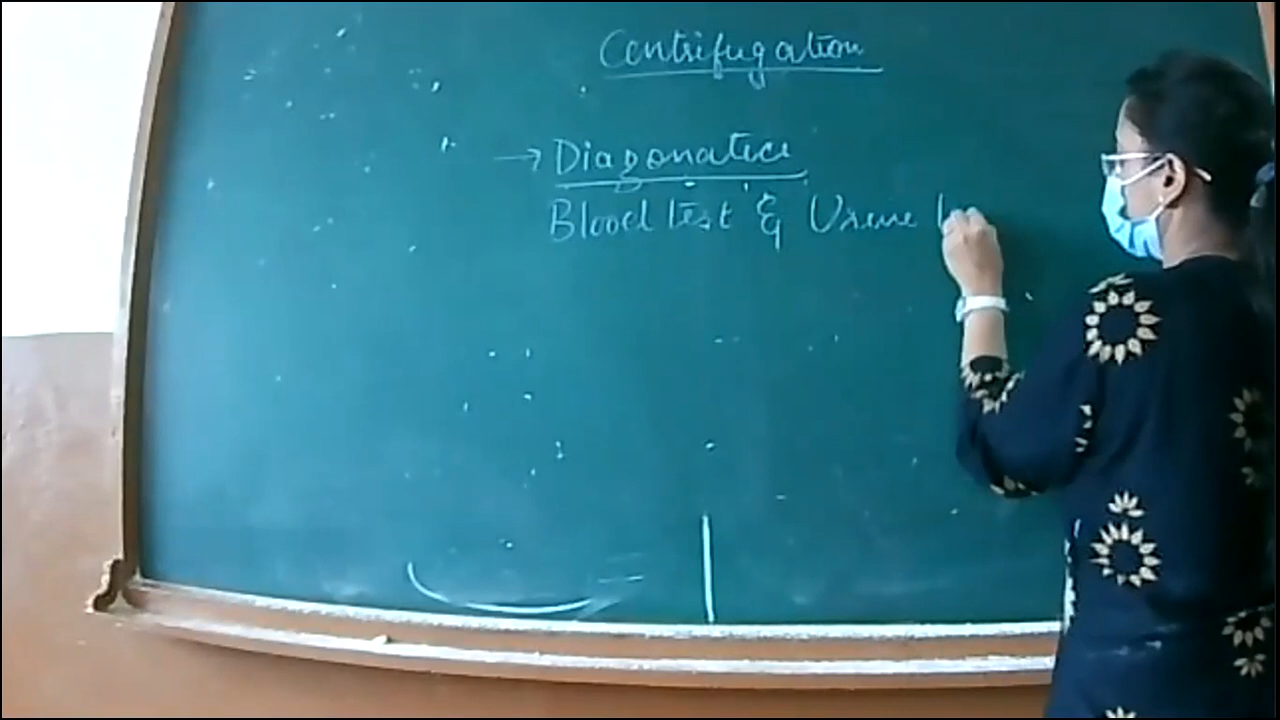 Centrifugation
→ Diagonatics
Blood test & Urine